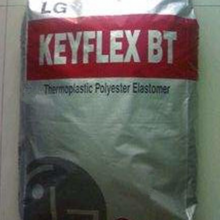 LG
KEYFLEX BT
Thermoplastic Polyester Elastomer